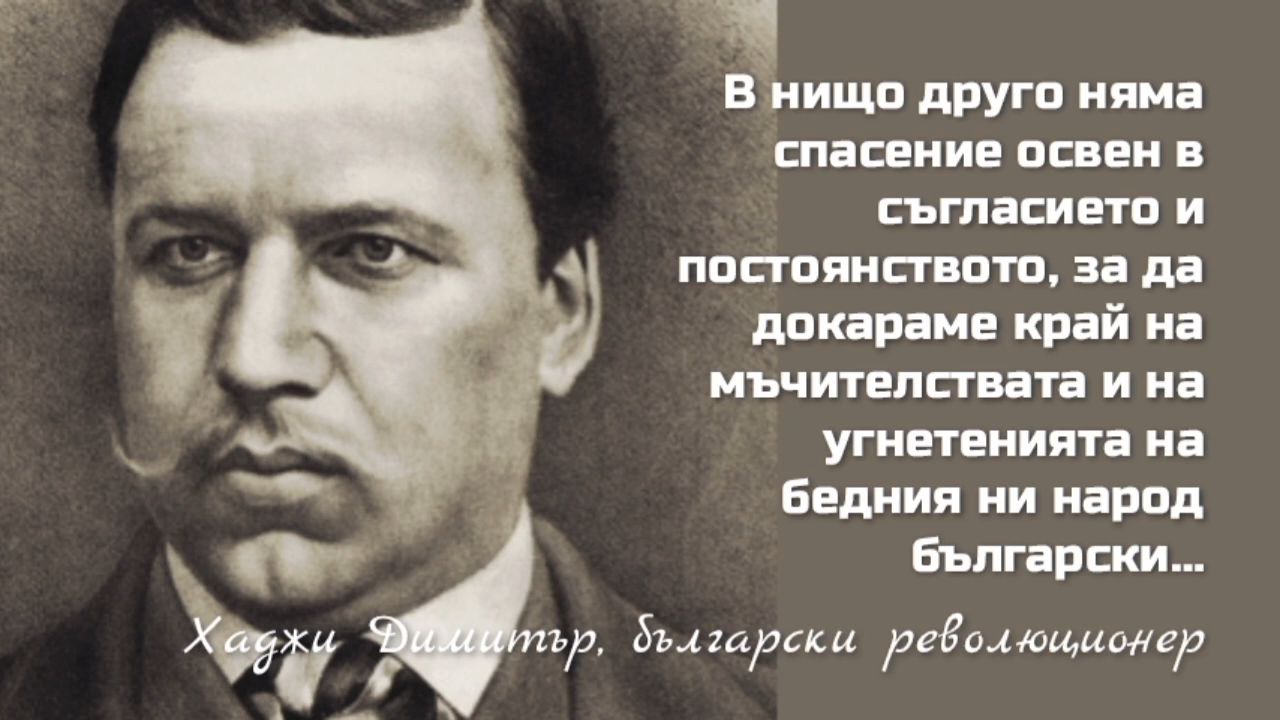 В нищо друго няма
спасение освен в
съгласието и
постоянството, за да
докараме край на
мъчителствата и на
угнетенията на
бедния ни народ
български...
Хаджи Димитър, български революционер